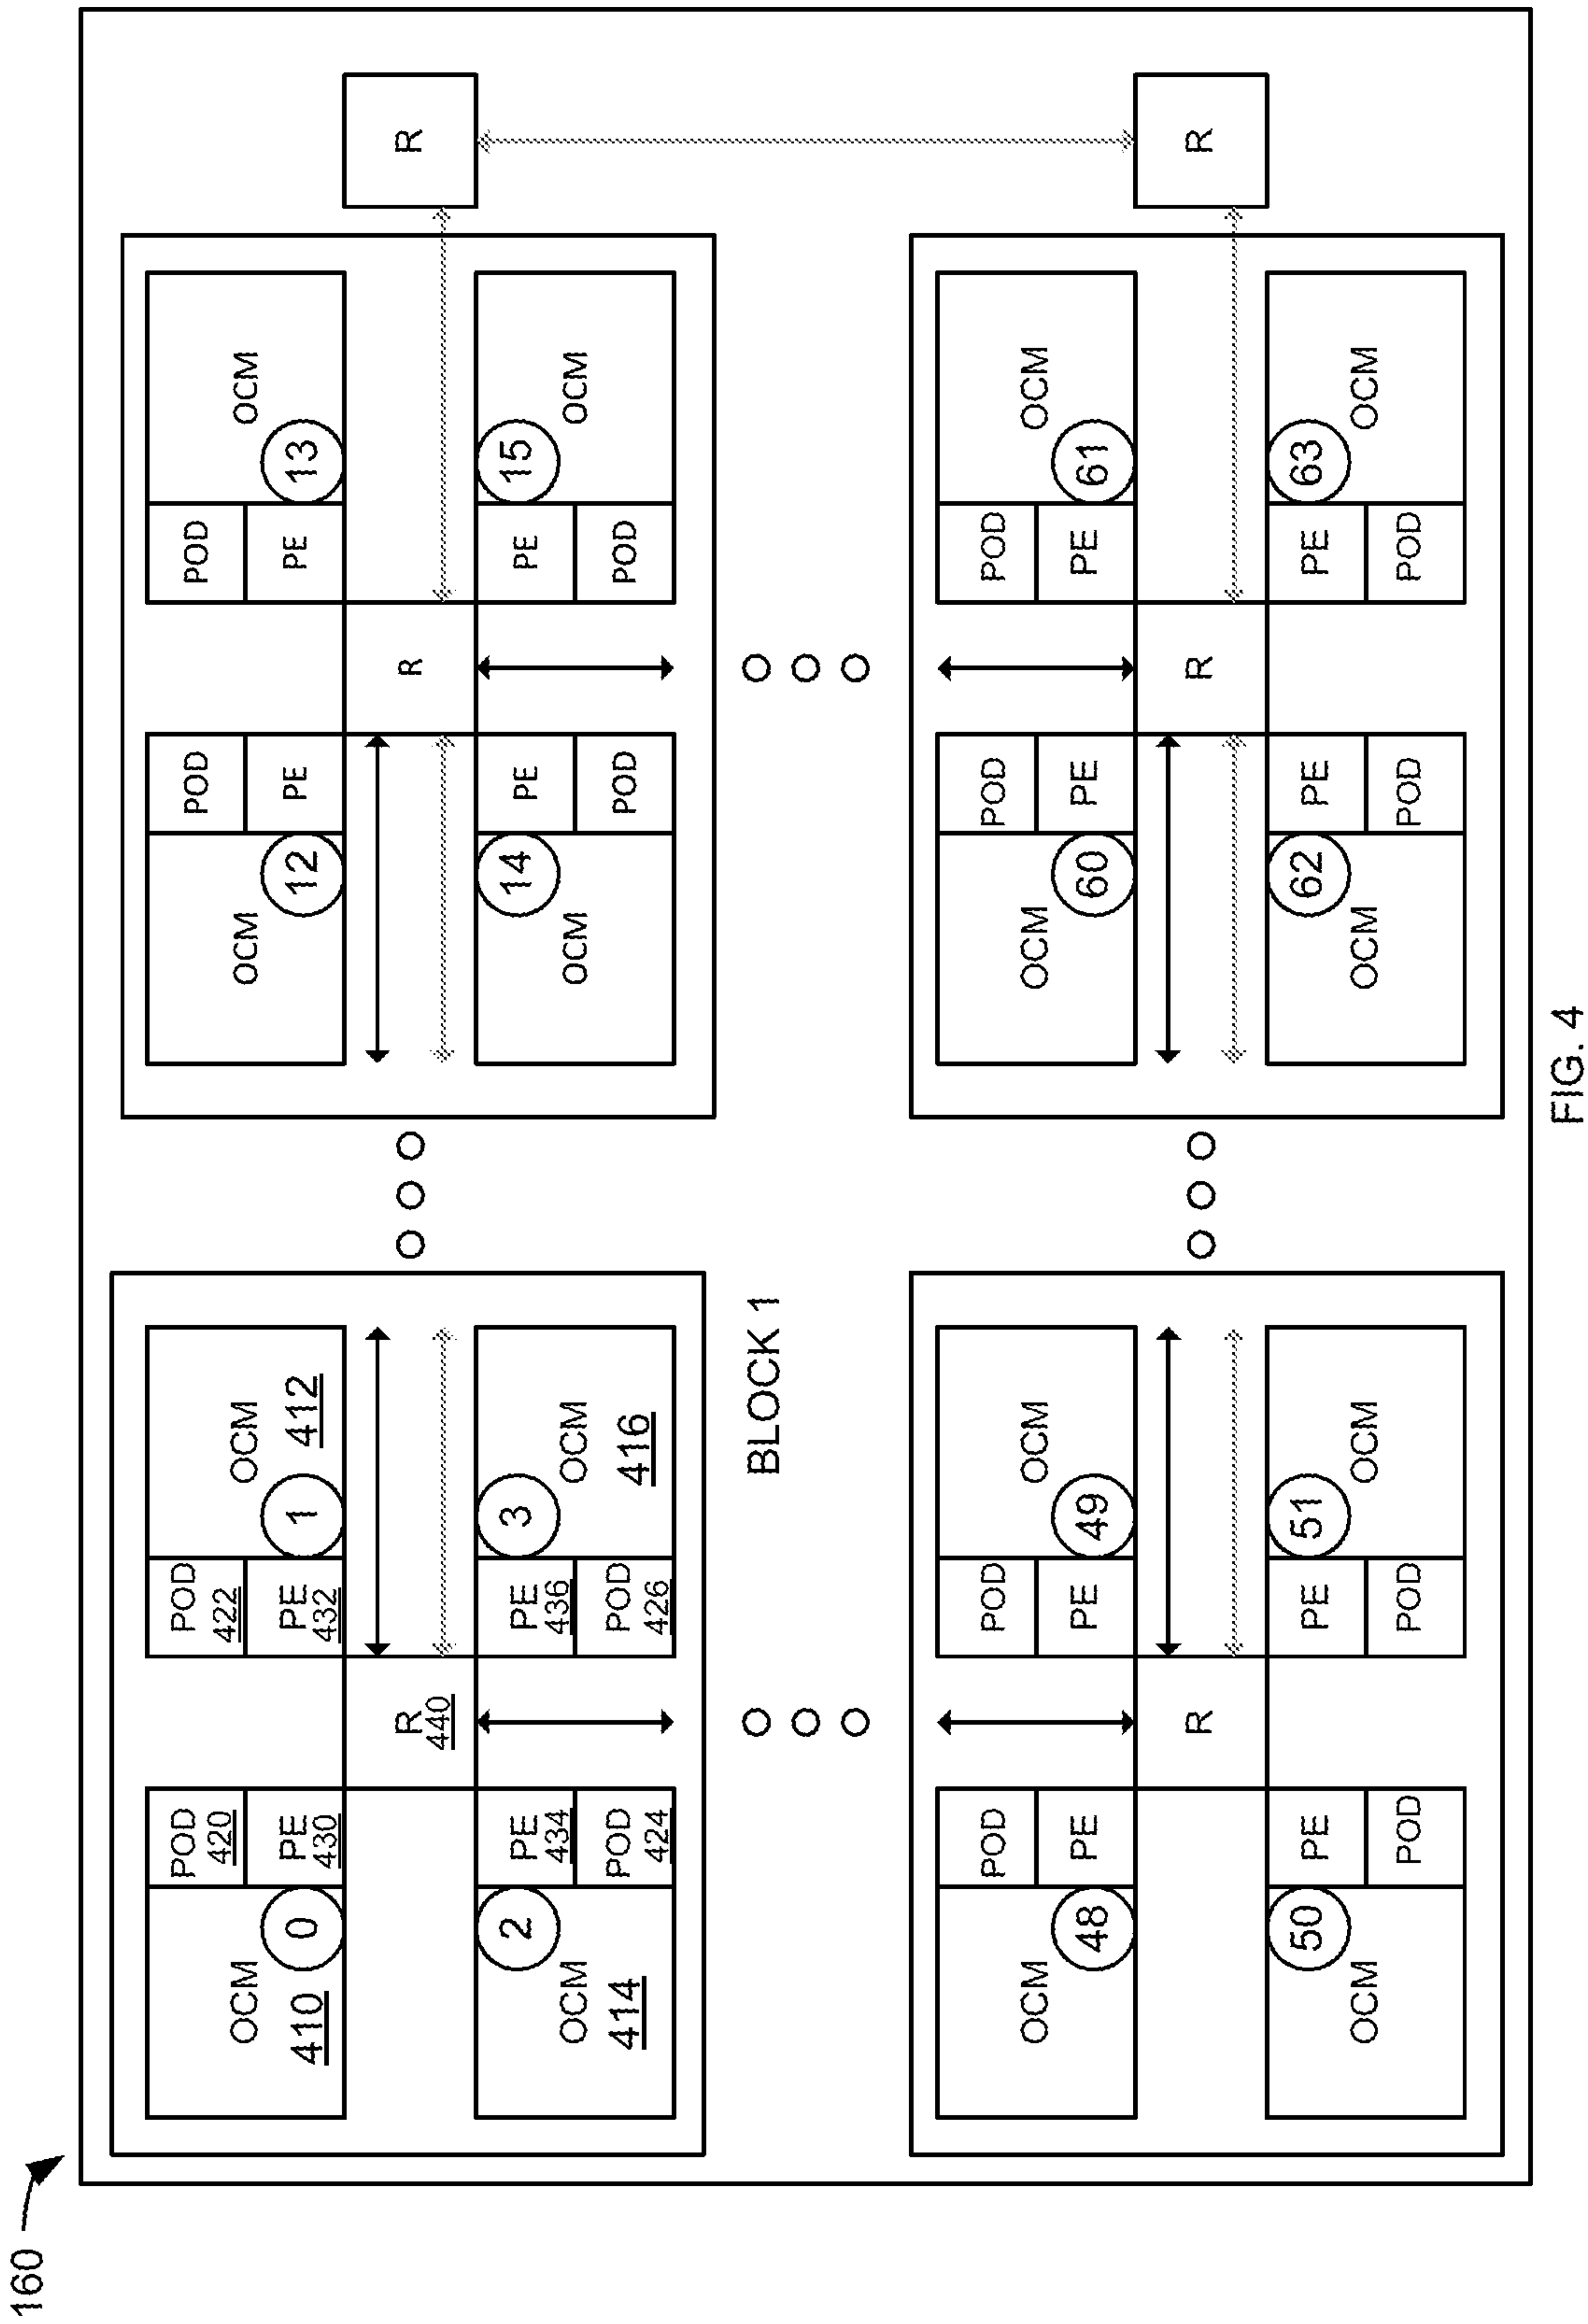 160
OCM
410
0
POD
420
PE
430
POD
422
PE
432
OCM
412
1
R
440
OCM
414
2
PE
434
POD
424
PE
436
POD
426
OCM
416
3
BLOCK 1
OCM
12
POD
PE
POD
PE
OCM
13
R
OCM
14
PE
POD
PE
POD
OCM
15
R
OCM
48
POD
PE
POD
PE
OCM
49
R
OCM
50
PE
POD
PE
POD
OCM
51
OCM
60
POD
PE
POD
PE
OCM
61
R
OCM
62
PE
POD
PE
POD
OCM
63
R
FIG. 4